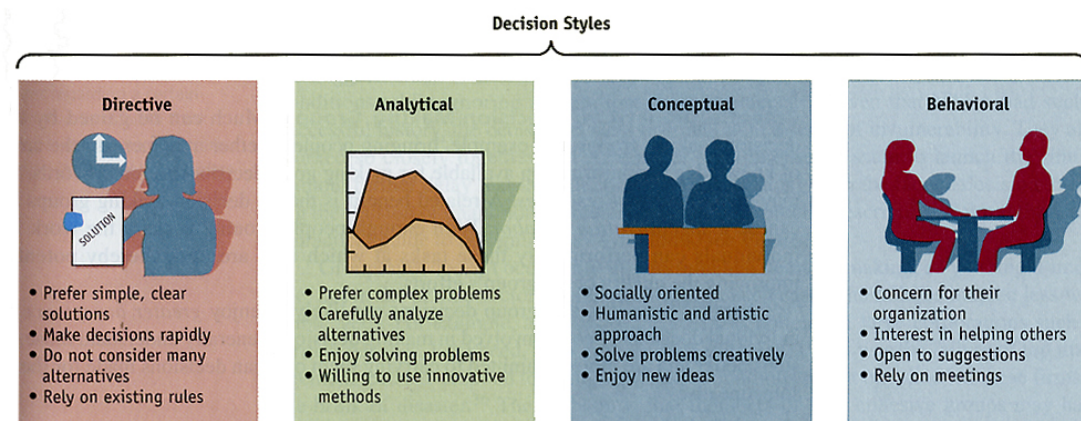 Decision Styles
Directive
SOLUTION
• Prefer simple, clear
solutions
• Make decisions rapidly
• Do not consider many
alternatives
• Rely on existing rules
Analytical
• Prefer complex problems
• Carefully analyze
alternatives
• Enjoy solving problems
• Willing to use innovative
methods
Conceptual
• Socially oriented
• Humanistic and artistic
approach
• Solve problems creatively
• Enjoy new ideas
Behavioral
• Concern for their
organization
• Interest in helping others
• Open to suggestions
• Rely on meetings